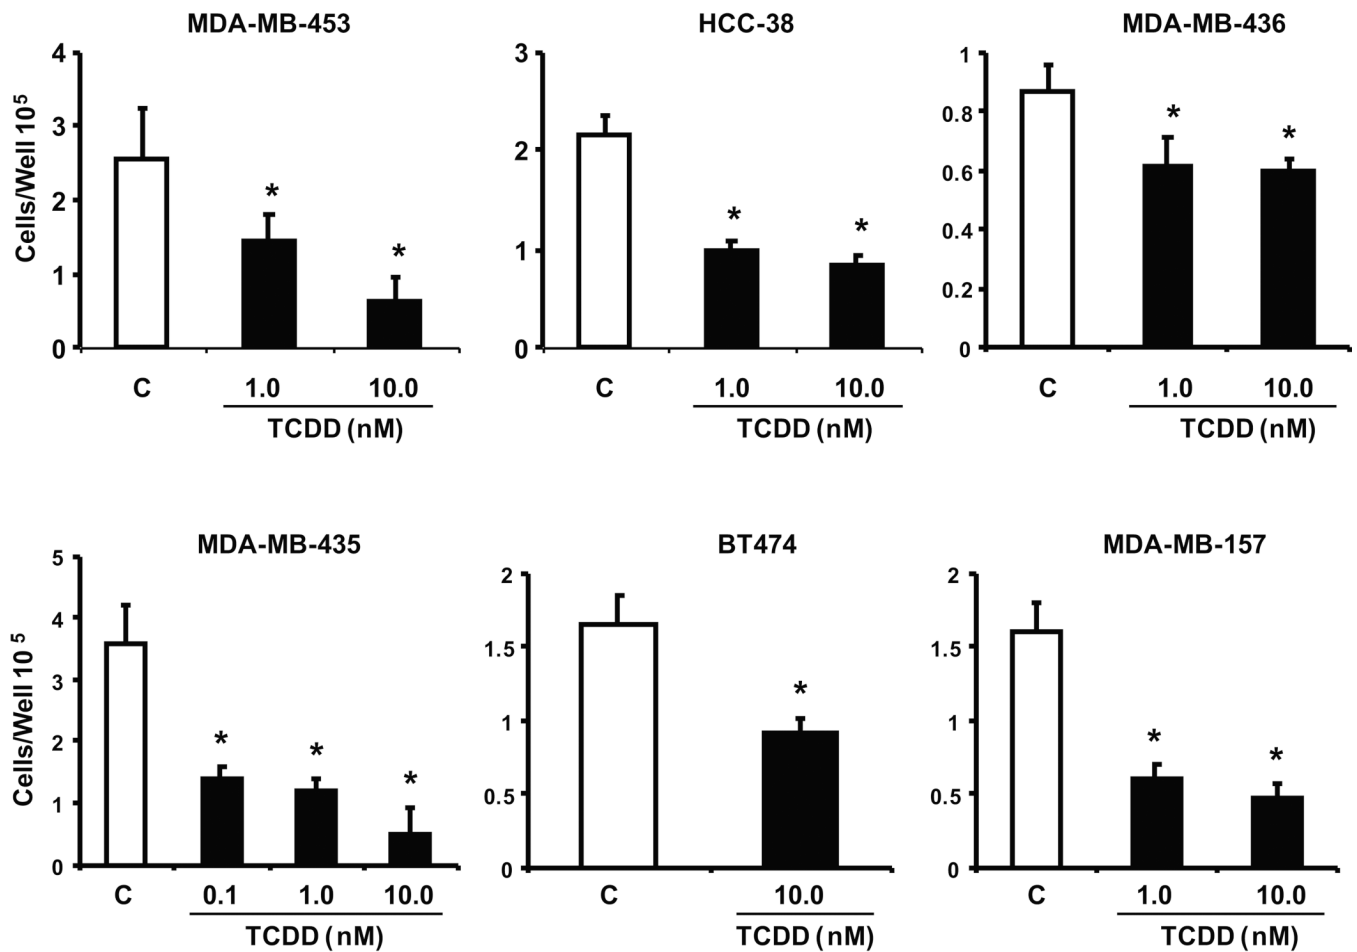 MDA-MB-453
Cells/Well 10⁵
4
3
2
1
0
*
*
C 1.0 10.0
TCDD (nM)
HCC-38
3
2
1
0
*
*
C 1.0 10.0
TCDD (nM)
MDA-MB-436
1
0.8
0.6
0.4
0.2
0
*
*
C 1.0 10.0
TCDD (nM)
MDA-MB-435
Cells/Well 10 ⁵
5
4
3
2
1
0
*
*
*
C 0.1 1.0 10.0
TCDD (nM)
BT474
2
1.5
1
0.5
0
*
C 10.0
TCDD (nM)
MDA-MB-157
2
1.5
1
0.5
0
*
*
C 1.0 10.0
TCDD (nM)